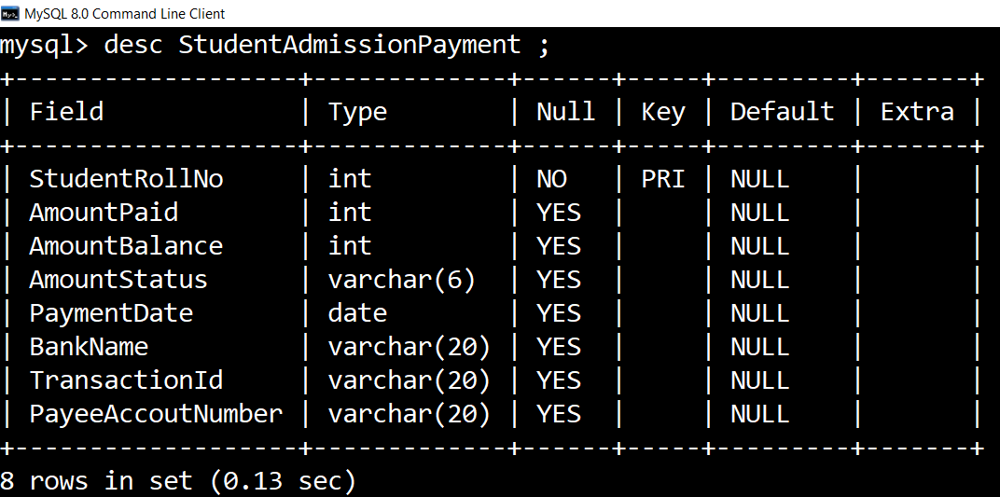 MySQL 8.0 Command Line Client
mysql> desc StudentAdmissionPayment ;
+-------------------+-------------+------+-----+---------+-------+
| Field             | Type        | Null | Key | Default | Extra |
+-------------------+-------------+------+-----+---------+-------+
| StudentRollNo     | int         | NO   | PRI | NULL    |       |
| AmountPaid        | int         | YES  |     | NULL    |       |
| AmountBalance     | int         | YES  |     | NULL    |       |
| AmountStatus      | varchar(6)  | YES  |     | NULL    |       |
| PaymentDate       | date        | YES  |     | NULL    |       |
| BankName          | varchar(20) | YES  |     | NULL    |       |
| TransactionId     | varchar(20) | YES  |     | NULL    |       |
| PayeeAccoutNumber | varchar(20) | YES  |     | NULL    |       |
+-------------------+-------------+------+-----+---------+-------+
8 rows in set (0.13 sec)